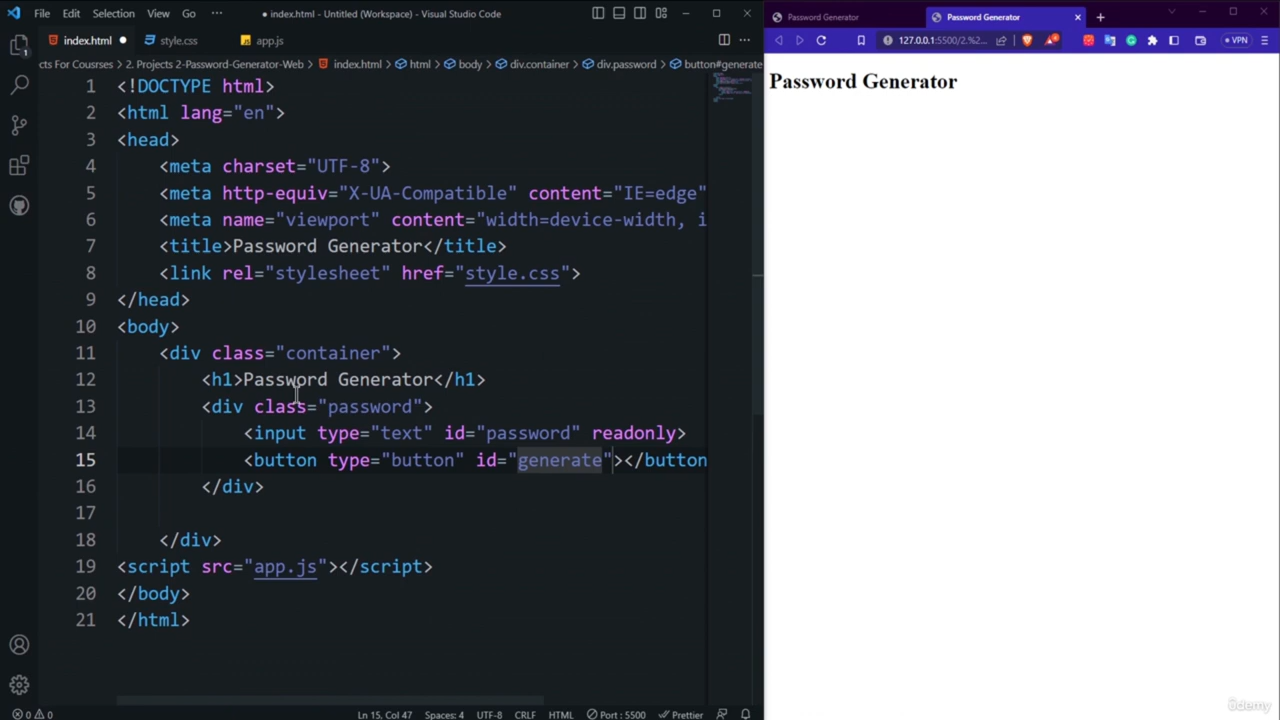 File Edit Selection View Go ··· ● index.html - Untitled (Workspace) - Visual Studio Code
Password Generator
Password Generator
index.html ●
style.css
app.js
127.0.0.1:5500/2.%2...
VPN
cts For Coursrses > 2. Projects 2-Password-Generator-Web > index.html > html > body > div.container > div.password > button#generate
1 <!DOCTYPE html>
2 <html lang="en">
3 <head>
4 <meta charset="UTF-8">
5 <meta http-equiv="X-UA-Compatible" content="IE=edge"
6 <meta name="viewport" content="width=device-width, i
7 <title>Password Generator</title>
8 <link rel="stylesheet" href="style.css">
9 </head>
10 <body>
11 <div class="container">
12 <h1>Password Generator</h1>
13 <div class="password">
14 <input type="text" id="password" readonly>
15 <button type="button" id="generate"></button
16 </div>
17
18 </div>
19 <script src="app.js"></script>
20 </body>
21 </html>
Password Generator
1
0 0
Ln 15, Col 47 Spaces: 4 UTF-8 CRLF HTML Port : 5500 Prettier
ûdemy